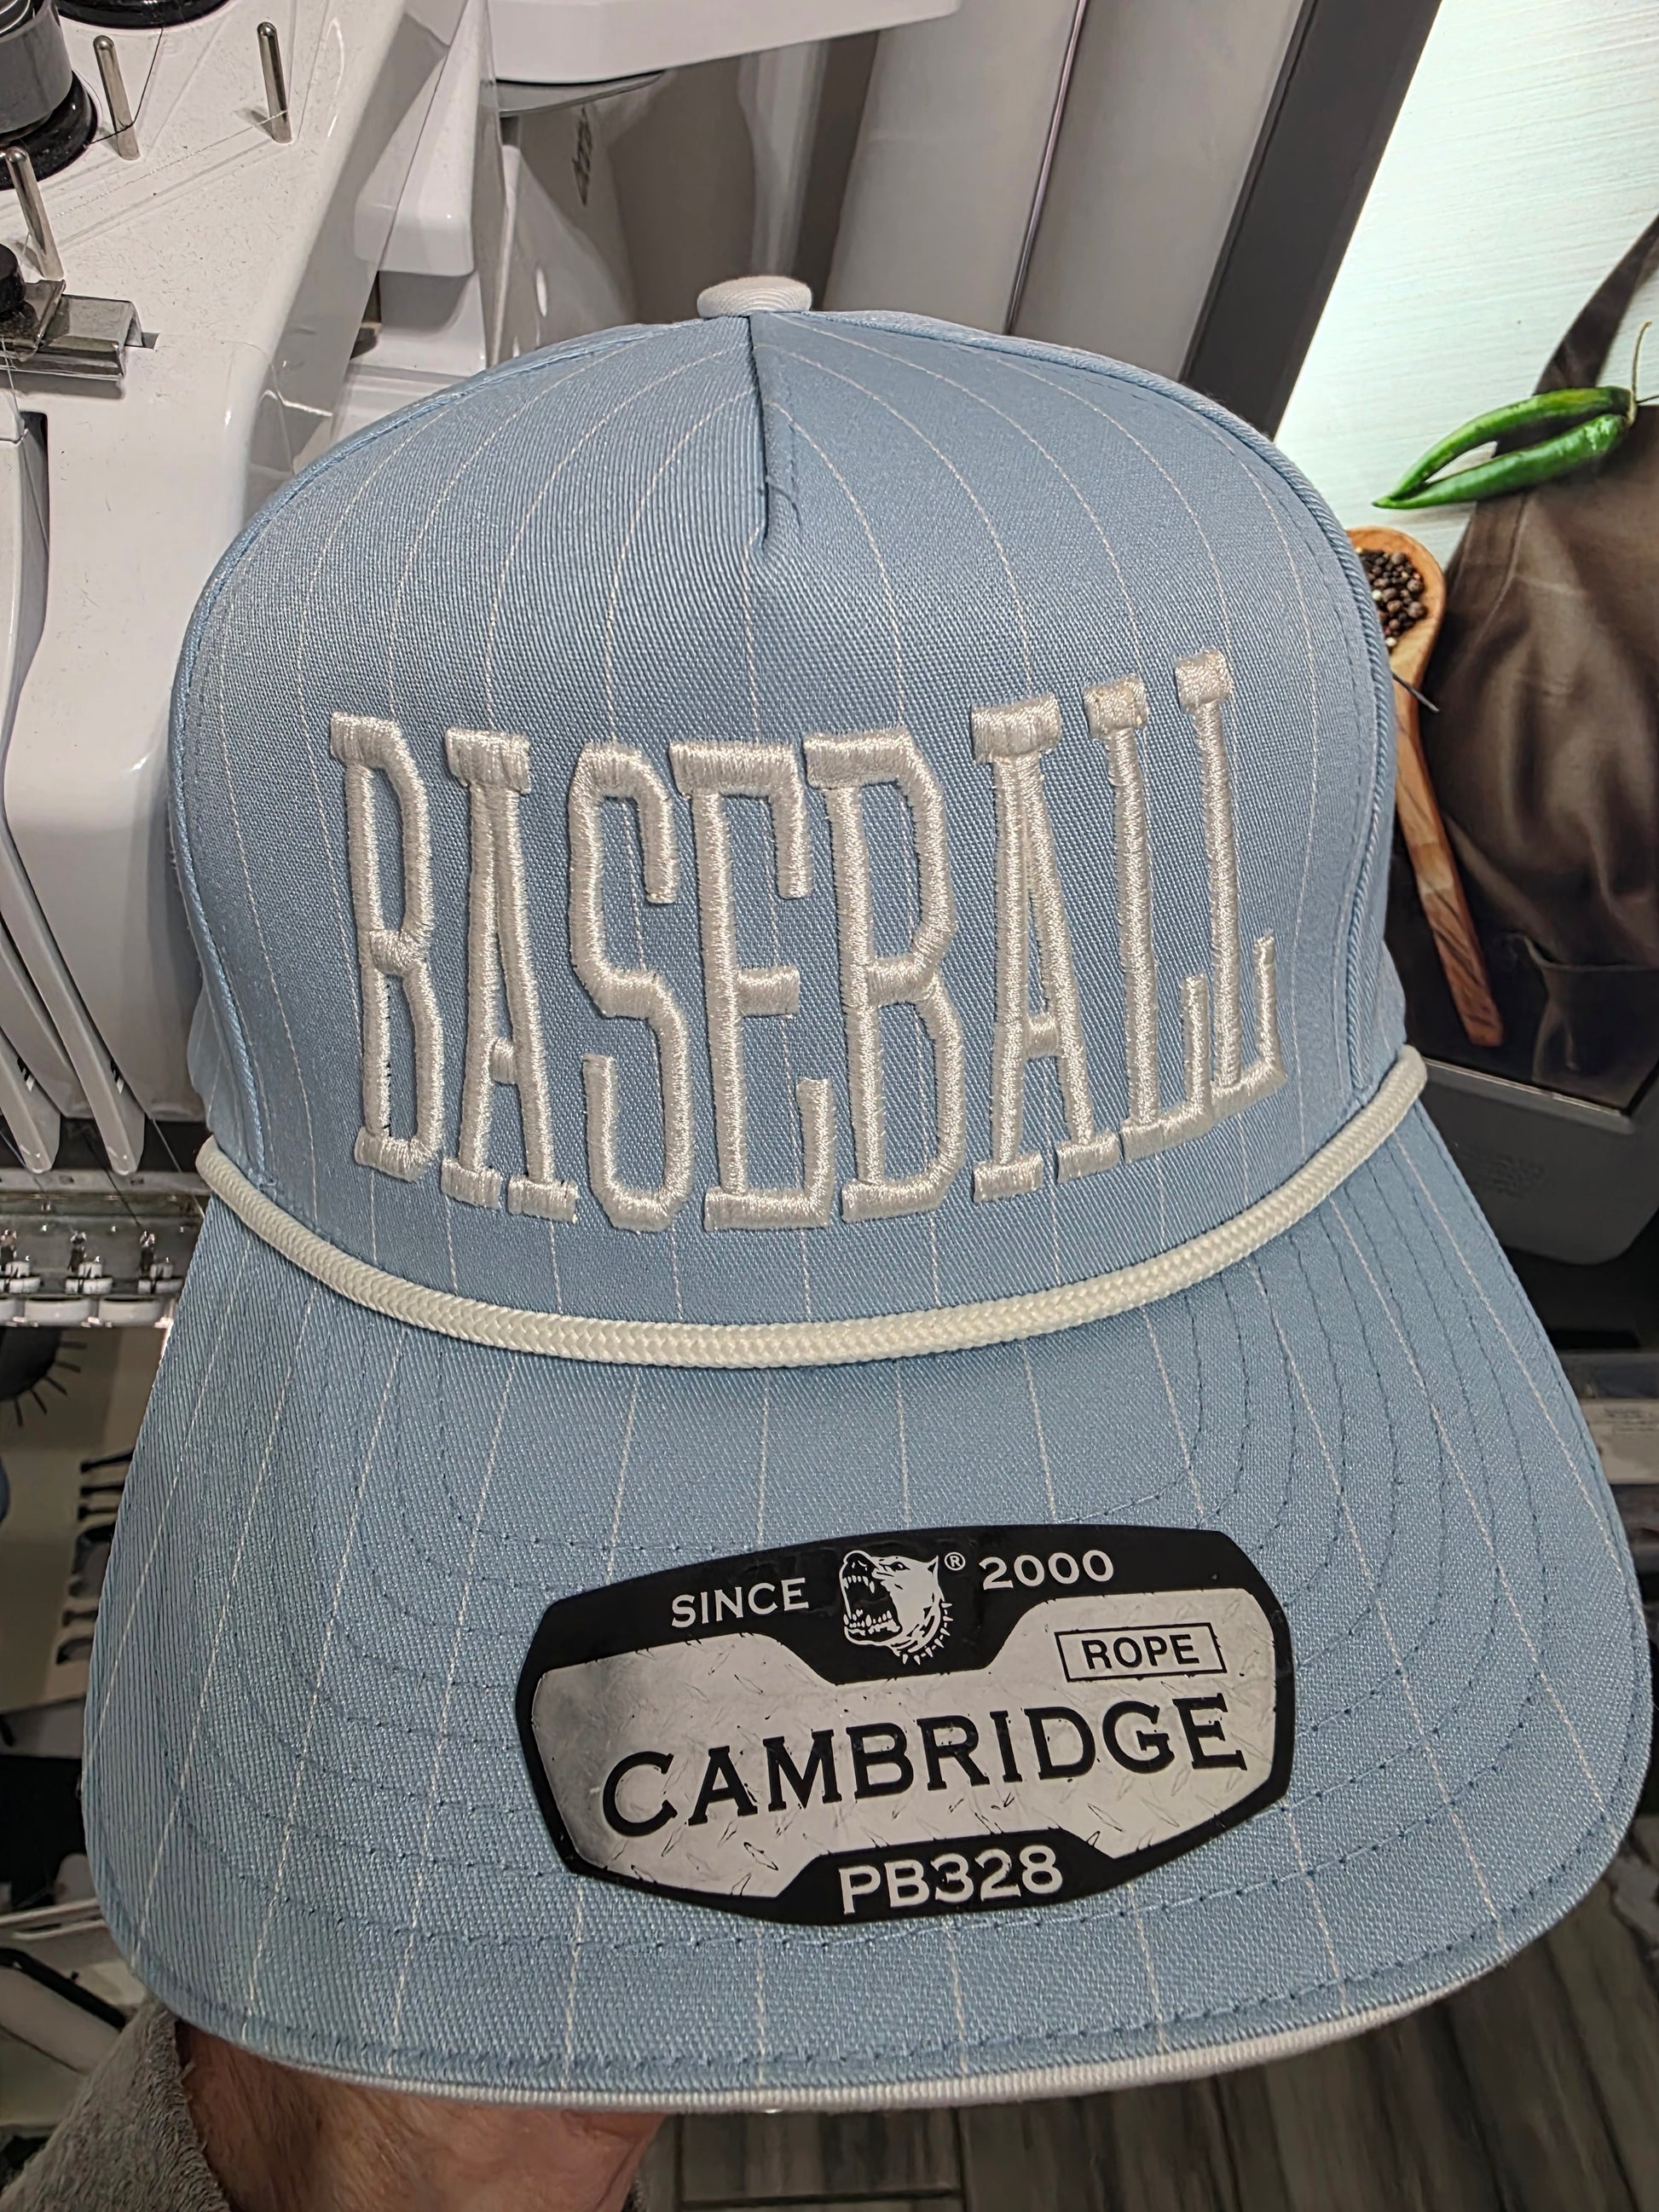 BASEBALL
SINCE ® 2000
ROPE
CAMBRIDGE
PB328